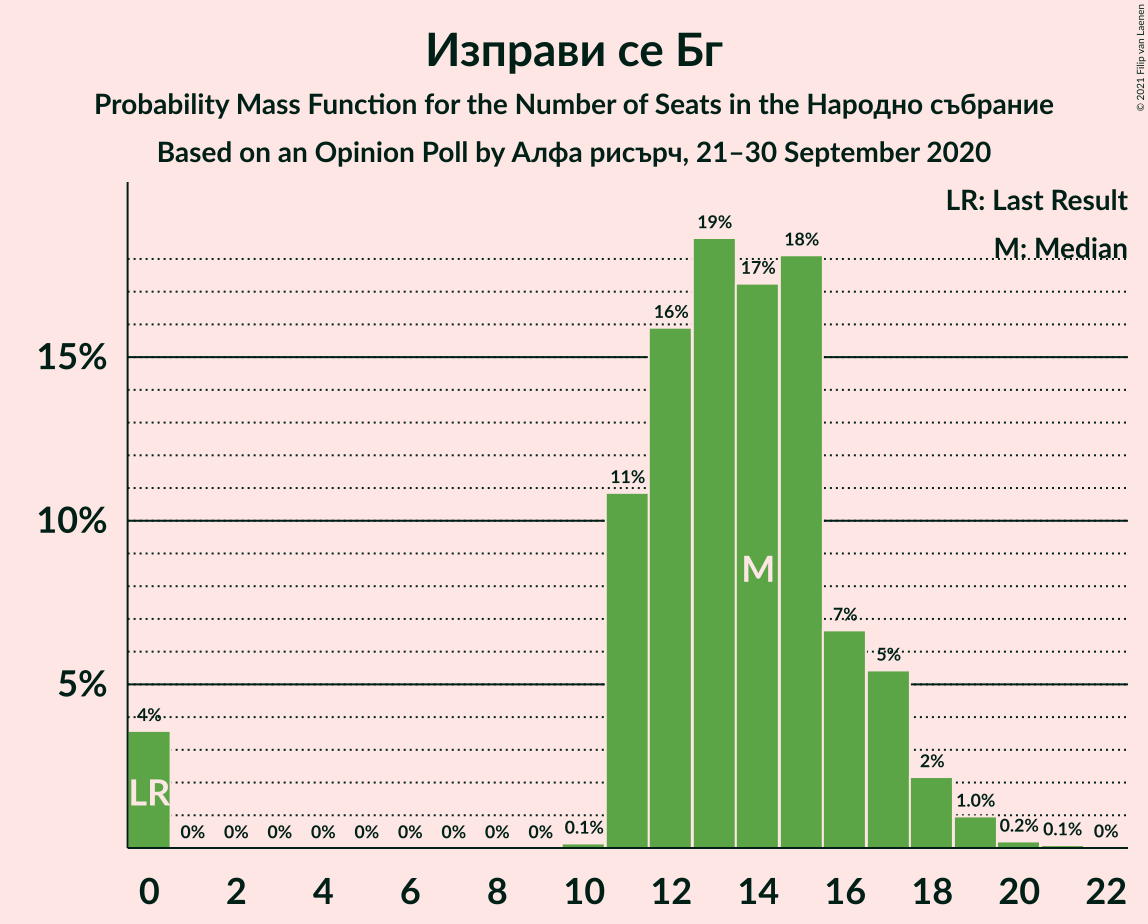 Изправи се Бг
Probability Mass Function for the Number of Seats in the Народно събрание
Based on an Opinion Poll by Алфа рисърч, 21–30 September 2020
© 2021 Filip van Laenen
LR: Last Result
M: Median
19%
18%
17%
16%
15%
11%
10%
M
7%
5%
5%
4%
2%
LR
1.0%
0% 0% 0% 0% 0% 0% 0% 0% 0% 0.1% 0.2% 0.1% 0%
0 2 4 6 8 10 12 14 16 18 20 22